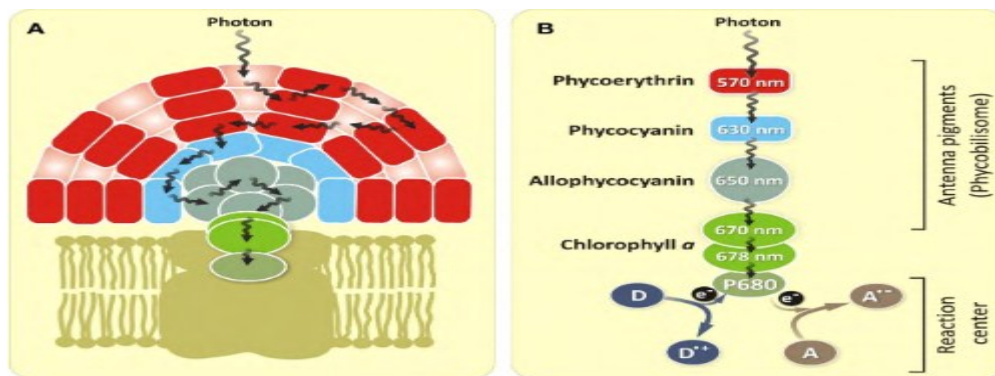 A
Photon
B
Photon
Phycoerythrin
570 nm
Phycocyanin
630 nm
Allophycocyanin
650 nm
670 nm
Chlorophyll a
678 nm
P680
D
e-
e-
A•-
D•+
A
Antenna pigments
(Phycobilisome)
Reaction
center